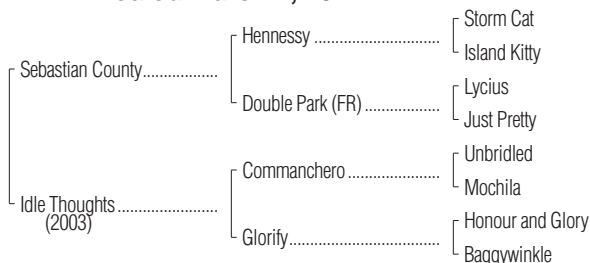 Storm Cat
Hennessy
Island Kitty
Sebastian County
Lycius
Double Park (FR)
Just Pretty
Unbridled
Commanchero
Mochila
Idle Thoughts
(2003)
Honour and Glory
Glorify
Baggywinkle